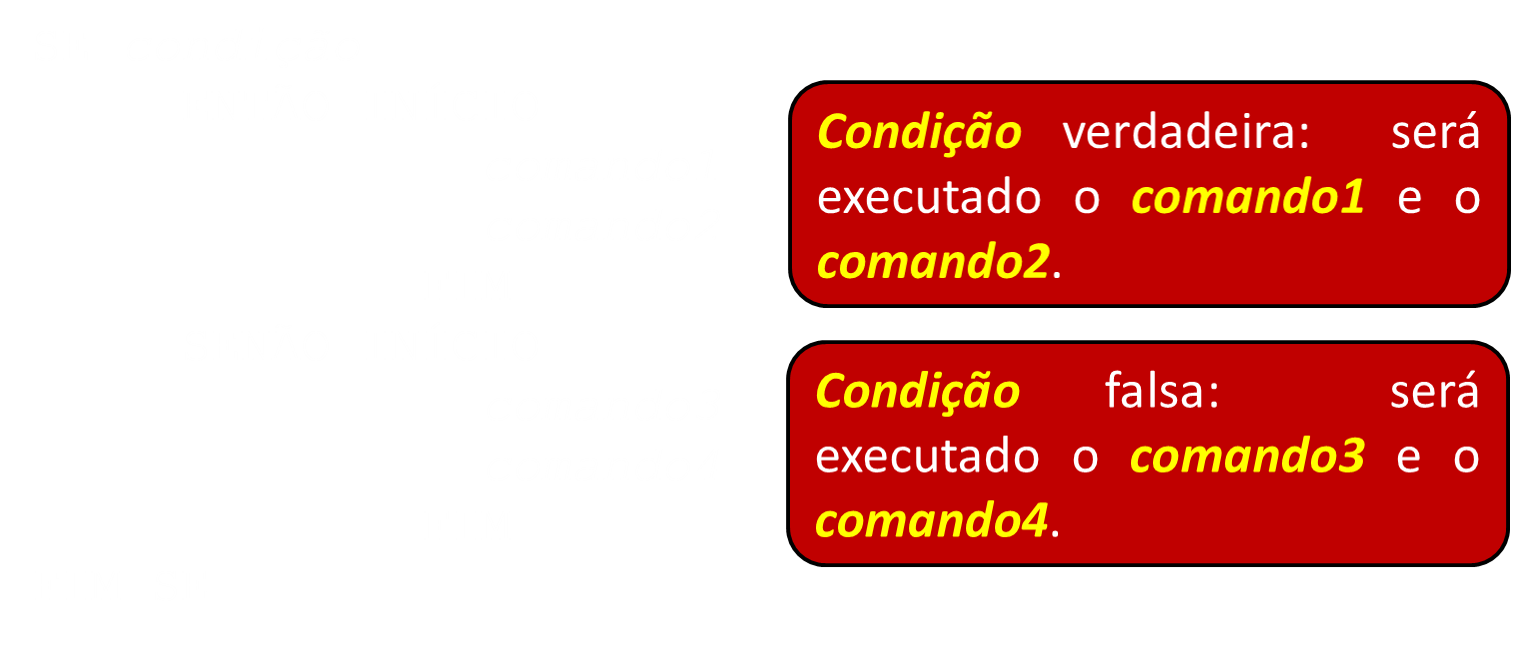 Condição verdadeira: será
executado o comando1 e o
comando2.
Condição falsa: será
executado o comando3 e o
comando4.